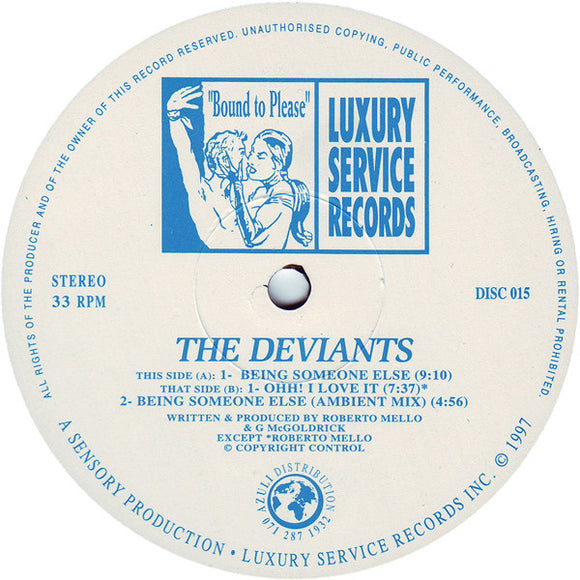 ALL RIGHTS OF THE PRODUCER AND OF THE OWNER OF THIS RECORD RESERVED. UNAUTHORISED COPYING, PUBLIC PERFORMANCE, BROADCASTING, HIRING OR RENTAL PROHIBITED.
"Bound to Please"
LUXURY
SERVICE
RECORDS
STEREO
33 RPM
DISC 015
THE DEVIANTS
THIS SIDE (A): 1- BEING SOMEONE ELSE (9:10)
THAT SIDE (B): 1- OHH! I LOVE IT (7:37)*
2- BEING SOMEONE ELSE (AMBIENT MIX) (4:56)
WRITTEN & PRODUCED BY ROBERTO MELLO
& G McGOLDRICK
EXCEPT *ROBERTO MELLO
© COPYRIGHT CONTROL
AZULI DISTRIBUTION
071 287 1932
A SENSORY PRODUCTION • LUXURY SERVICE RECORDS INC. © 1997